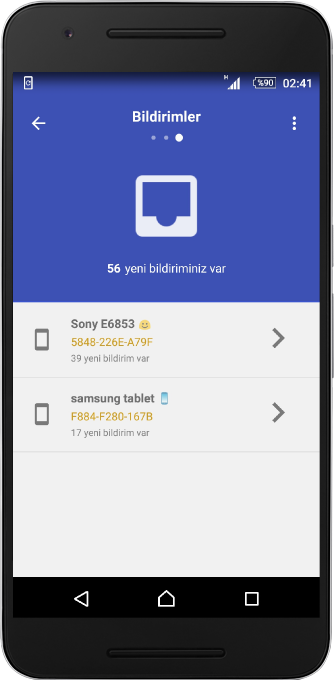 H %90 02:41
Bildirimler
56 yeni bildiriminiz var
Sony E6853 😊
5848-226E-A79F
39 yeni bildirim var
samsung tablet 📱
F884-F280-167B
17 yeni bildirim var